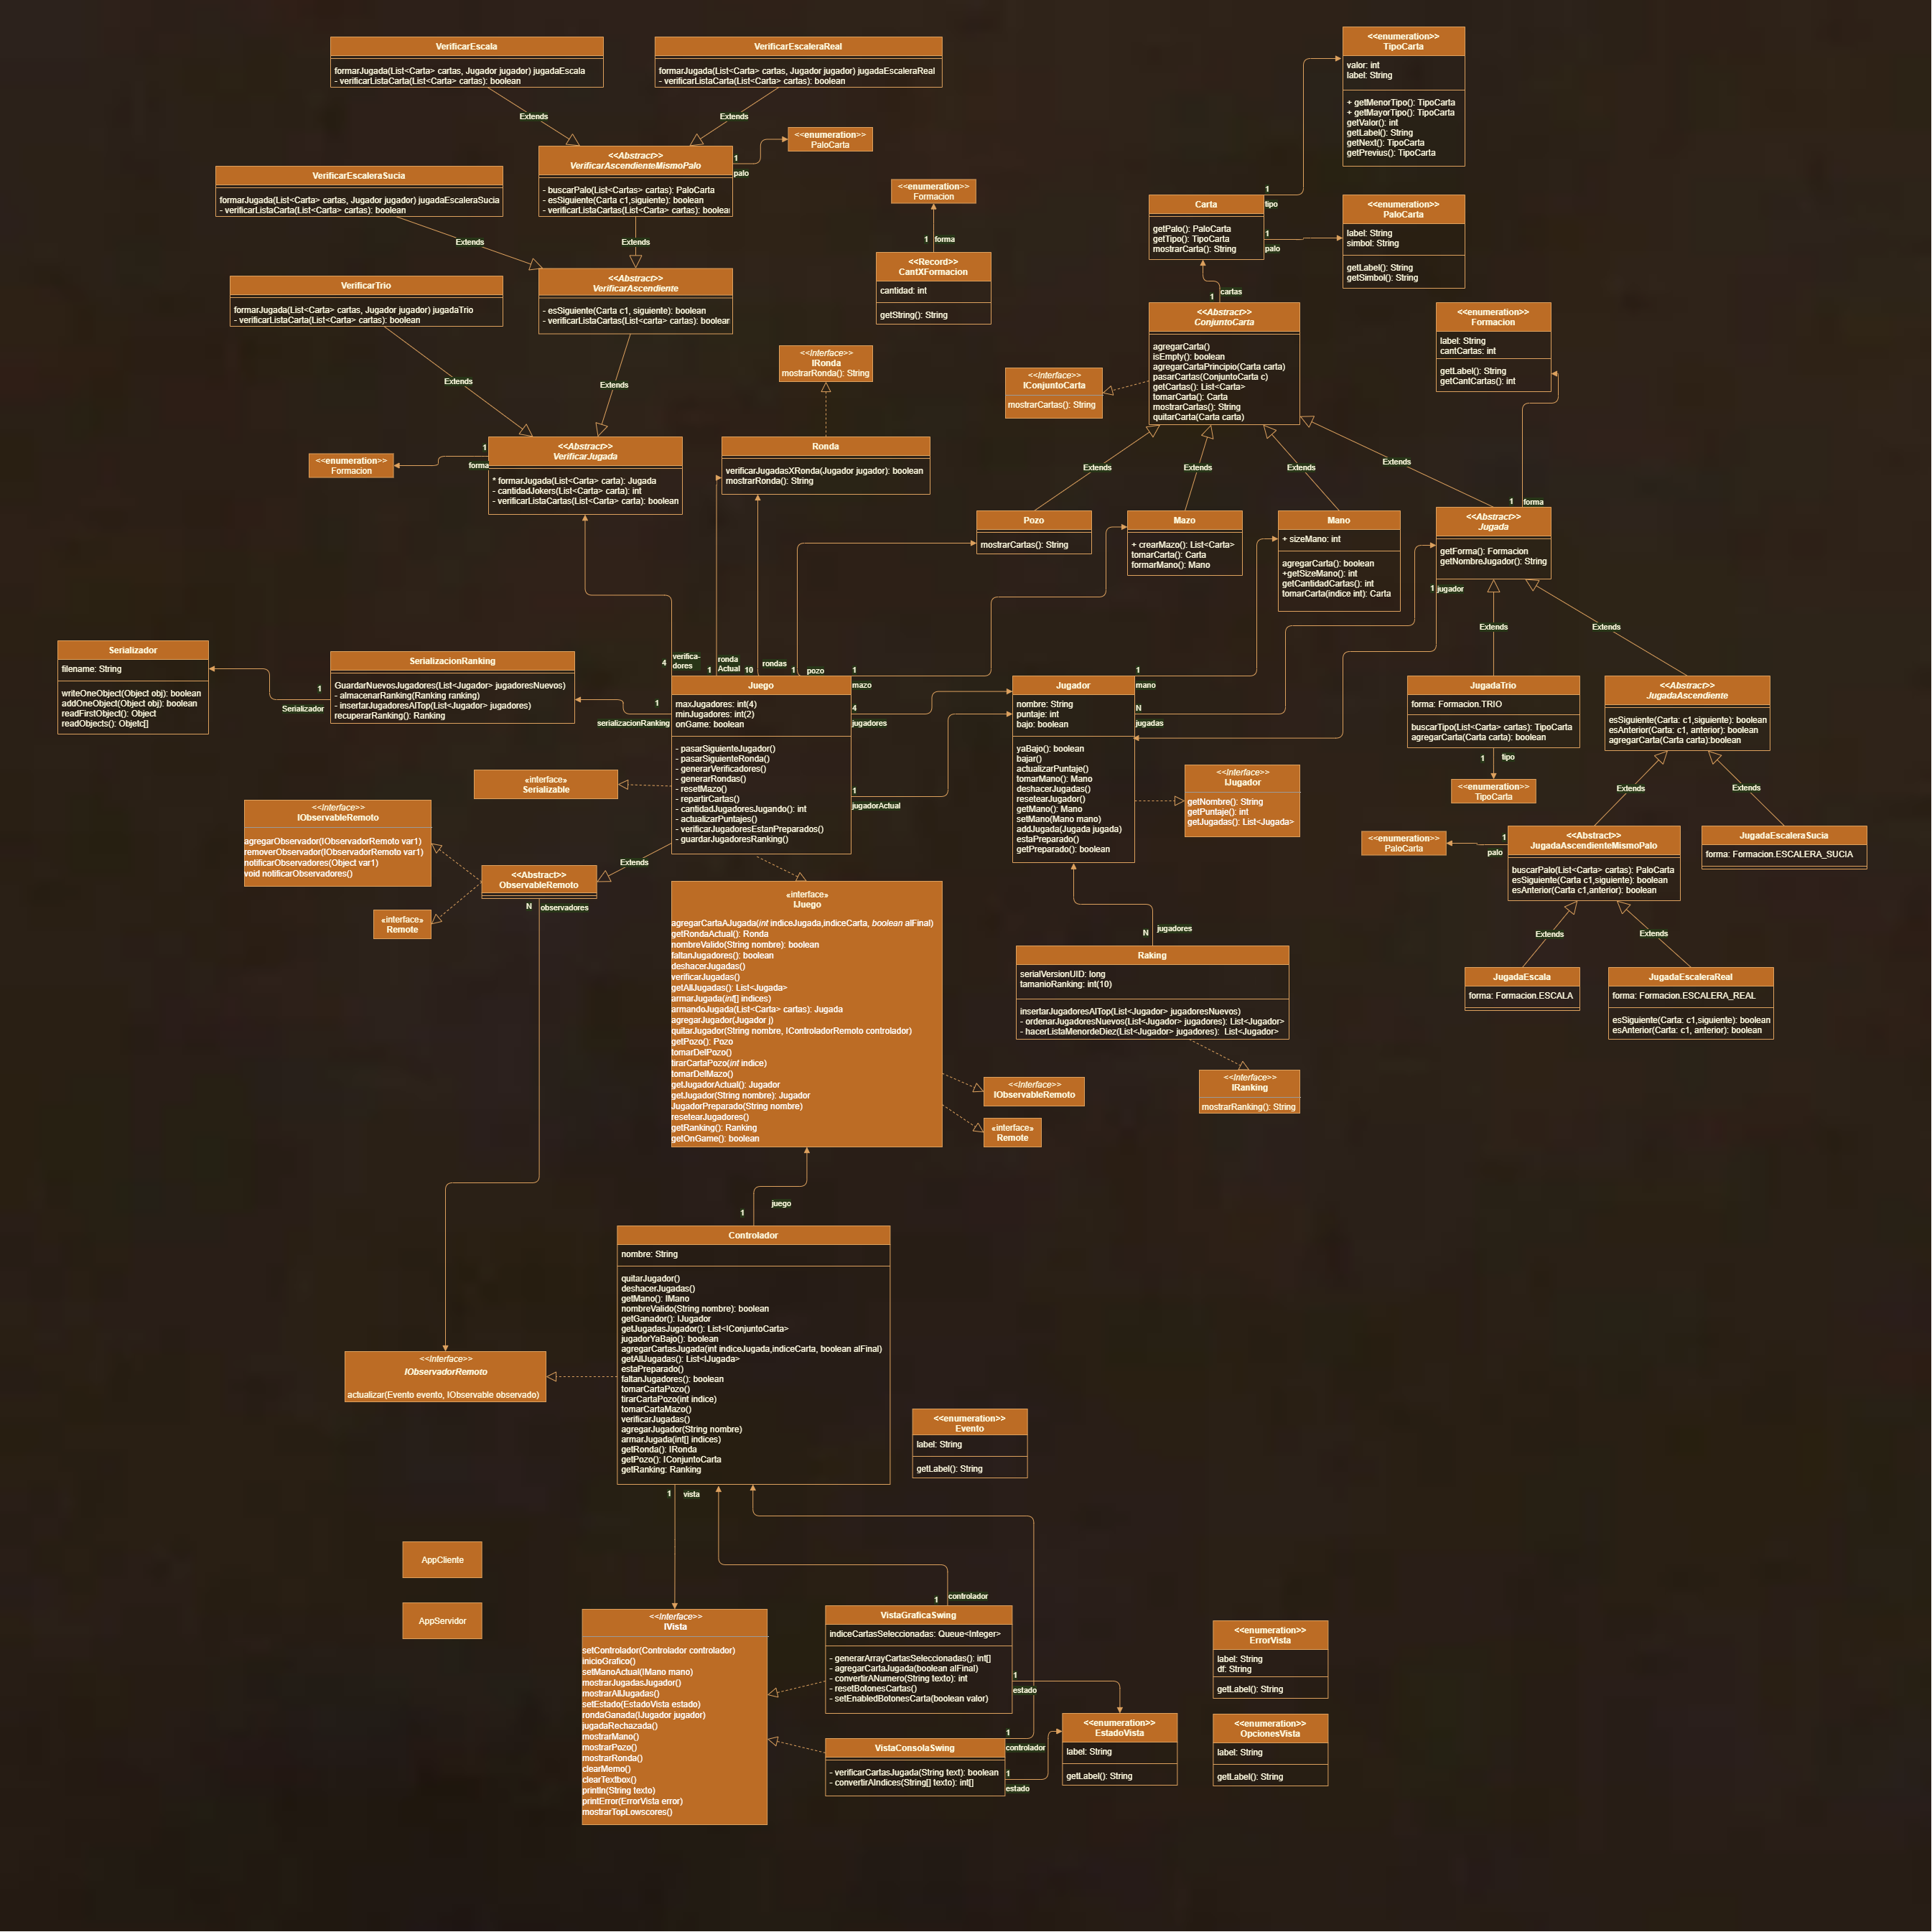 VerificarEscala
formarJugada(List<Carta> cartas, Jugador jugador) jugadaEscala
- verificarListaCarta(List<Carta> cartas): boolean
VerificarEscaleraReal
formarJugada(List<Carta> cartas, Jugador jugador) jugadaEscaleraReal
- verificarListaCarta(List<Carta> cartas): boolean
Extends
Extends
<<Abstract>>
VerificarAscendienteMismoPalo
- buscarPalo(List<Cartas> cartas): PaloCarta
- esSiguiente(Carta c1,siguiente): boolean
- verificarListaCartas(List<Carta> cartas): boolean
1
palo
<<enumeration>>
PaloCarta
VerificarEscaleraSucia
formarJugada(List<Carta> cartas, Jugador jugador) jugadaEscaleraSucia
- verificarListaCarta(List<Carta> cartas): boolean
Extends
Extends
VerificarTrio
formarJugada(List<Carta> cartas, Jugador jugador) jugadaTrio
- verificarListaCarta(List<Carta> cartas): boolean
<<Abstract>>
VerificarAscendiente
- esSiguiente(Carta c1, siguiente): boolean
- verificarListaCartas(List<carta> cartas): boolean
Extends
Extends
<<enumeration>>
Formacion
1
forma
<<Abstract>>
VerificarJugada
* formarJugada(List<Carta> carta): Jugada
- cantidadJokers(List<Carta> carta): int
- verificarListaCartas(List<Carta> carta): boolean
<<enumeration>>
Formacion
1 forma
<<Record>>
CantXFormacion
cantidad: int
getString(): String
<<Interface>>
IRonda
mostrarRonda(): String
Ronda
verificarJugadasXRonda(Jugador jugador): boolean
mostrarRonda(): String
<<enumeration>>
TipoCarta
valor: int
label: String
+ getMenorTipo(): TipoCarta
+ getMayorTipo(): TipoCarta
getValor(): int
getLabel(): String
getNext(): TipoCarta
getPrevius(): TipoCarta
1
tipo
Carta
getPalo(): PaloCarta
getTipo(): TipoCarta
mostrarCarta(): String
1
palo
<<enumeration>>
PaloCarta
label: String
simbol: String
getLabel(): String
getSimbol(): String
cartas
1
<<Abstract>>
ConjuntoCarta
agregarCarta()
isEmpty(): boolean
agregarCartaPrincipio(Carta carta)
pasarCartas(ConjuntoCarta c)
getCartas(): List<Carta>
tomarCarta(): Carta
mostrarCartas(): String
quitarCarta(Carta carta)
<<Interface>>
IConjuntoCarta
mostrarCartas(): String
<<enumeration>>
Formacion
label: String
cantCartas: int
getLabel(): String
getCantCartas(): int
Extends
Extends
Extends
Extends
1 forma
Pozo
mostrarCartas(): String
Mazo
+ crearMazo(): List<Carta>
tomarCarta(): Carta
formarMano(): Mano
Mano
+ sizeMano: int
agregarCarta(): boolean
+getSizeMano(): int
getCantidadCartas(): int
tomarCarta(indice int): Carta
<<Abstract>>
Jugada
getForma(): Formacion
getNombreJugador(): String
1 jugador
Extends
Extends
Serializador
filename: String
writeOneObject(Object obj): boolean
addOneObject(Object obj): boolean
readFirstObject(): Object
readObjects(): Objetc[]
1
Serializador
SerializacionRanking
GuardarNuevosJugadores(List<Jugador> jugadoresNuevos)
- almacenarRanking(Ranking ranking)
- insertarJugadoresAlTop(List<Jugador> jugadores)
recuperarRanking(): Ranking
1
serializacionRanking
4
verifica-
dores
1
ronda
Actual
10
rondas
1
pozo
1
mazo
Juego
maxJugadores: int(4)
minJugadores: int(2)
onGame: boolean
- pasarSiguienteJugador()
- pasarSiguienteRonda()
- generarVerificadores()
- generarRondas()
- resetMazo()
- repartirCartas()
- cantidadJugadoresJugando(): int
- actualizarPuntajes()
- verificarJugadoresEstanPreparados()
- guardarJugadoresRanking()
4
jugadores
1
jugadorActual
Jugador
nombre: String
puntaje: int
bajo: boolean
yaBajo(): boolean
bajar()
actualizarPuntaje()
tomarMano(): Mano
deshacerJugadas()
resetearJugador()
getMano(): Mano
setMano(Mano mano)
addJugada(Jugada jugada)
estaPreparado()
getPreparado(): boolean
1
mano
N
jugadas
<<Interface>>
IJugador
getNombre(): String
getPuntaje(): int
getJugadas(): List<Jugada>
JugadaTrio
forma: Formacion.TRIO
buscarTipo(List<Carta> cartas): TipoCarta
agregarCarta(Carta carta): boolean
1
tipo
<<enumeration>>
TipoCarta
<<Abstract>>
JugadaAscendiente
esSiguiente(Carta: c1,siguiente): boolean
esAnterior(Carta: c1, anterior): boolean
agregarCarta(Carta carta):boolean
Extends
Extends
<<enumeration>>
PaloCarta
1
palo
<<Abstract>>
JugadaAscendienteMismoPalo
buscarPalo(List<Carta> cartas): PaloCarta
esSiguiente(Carta c1,siguiente): boolean
esAnterior(Carta c1,anterior): boolean
JugadaEscaleraSucia
forma: Formacion.ESCALERA_SUCIA
Extends
Extends
JugadaEscala
forma: Formacion.ESCALA
JugadaEscaleraReal
forma: Formacion.ESCALERA_REAL
esSiguiente(Carta: c1,siguiente): boolean
esAnterior(Carta: c1, anterior): boolean
«interface»
Serializable
<<Interface>>
IObservableRemoto
agregarObservador(IObservadorRemoto var1)
removerObservador(IObservadorRemoto var1)
notificarObservadores(Object var1)
void notificarObservadores()
«interface»
Remote
<<Abstract>>
ObservableRemoto
Extends
N observadores
«interface»
IJuego
agregarCartaAJugada(int indiceJugada,indiceCarta, boolean alFinal)
getRondaActual(): Ronda
nombreValido(String nombre): boolean
faltanJugadores(): boolean
deshacerJugadas()
verificarJugadas()
getAllJugadas(): List<Jugada>
armarJugada(int[] indices)
armandoJugada(List<Carta> cartas): Jugada
agregarJugador(Jugador j)
quitarJugador(String nombre, IControladorRemoto controlador)
getPozo(): Pozo
tomarDelPozo()
tirarCartaPozo(int indice)
tomarDelMazo()
getJugadorActual(): Jugador
getJugador(String nombre): Jugador
JugadorPreparado(String nombre)
resetearJugadores()
getRanking(): Ranking
getOnGame(): boolean
<<Interface>>
IObservableRemoto
«interface»
Remote
jugadores
N
Raking
serialVersionUID: long
tamanioRanking: int(10)
insertarJugadoresAlTop(List<Jugador> jugadoresNuevos)
- ordenarJugadoresNuevos(List<Jugador> jugadores): List<Jugador>
- hacerListaMenordeDiez(List<Jugador> jugadores): List<Jugador>
<<Interface>>
IRanking
mostrarRanking(): String
juego
1
Controlador
nombre: String
quitarJugador()
deshacerJugadas()
getMano(): IMano
nombreValido(String nombre): boolean
getGanador(): IJugador
getJugadasJugador(): List<IConjuntoCarta>
jugadorYaBajo(): boolean
agregarCartasJugada(int indiceJugada,indiceCarta, boolean alFinal)
getAllJugadas(): List<IJugada>
estaPreparado()
faltanJugadores(): boolean
tomarCartaPozo()
tirarCartaPozo(int indice)
tomarCartaMazo()
verificarJugadas()
agregarJugador(String nombre)
armarJugada(int[] indices)
getRonda(): IRonda
getPozo(): IConjuntoCarta
getRanking: Ranking
<<Interface>>
IObservadorRemoto
actualizar(Evento evento, IObservable observado)
<<enumeration>>
Evento
label: String
getLabel(): String
1 vista
AppCliente
AppServidor
<<Interface>>
IVista
setControlador(Controlador controlador)
inicioGrafico()
setManoActual(IMano mano)
mostrarJugadasJugador()
mostrarAllJugadas()
setEstado(EstadoVista estado)
rondaGanada(IJugador jugador)
jugadaRechazada()
mostrarMano()
mostrarPozo()
mostrarRonda()
clearMemo()
clearTextbox()
println(String texto)
printError(ErrorVista error)
mostrarTopLowscores()
controlador
1
VistaGraficaSwing
indiceCartasSeleccionadas: Queue<Integer>
- generarArrayCartasSeleccionadas(): int[]
- agregarCartaJugada(boolean alFinal)
- convertirANumero(String texto): int
- resetBotonesCartas()
- setEnabledBotonesCarta(boolean valor)
1
estado
1
controlador
VistaConsolaSwing
- verificarCartasJugada(String text): boolean
- convertirAIndices(String[] texto): int[]
1
estado
<<enumeration>>
EstadoVista
label: String
getLabel(): String
<<enumeration>>
ErrorVista
label: String
df: String
getLabel(): String
<<enumeration>>
OpcionesVista
label: String
getLabel(): String